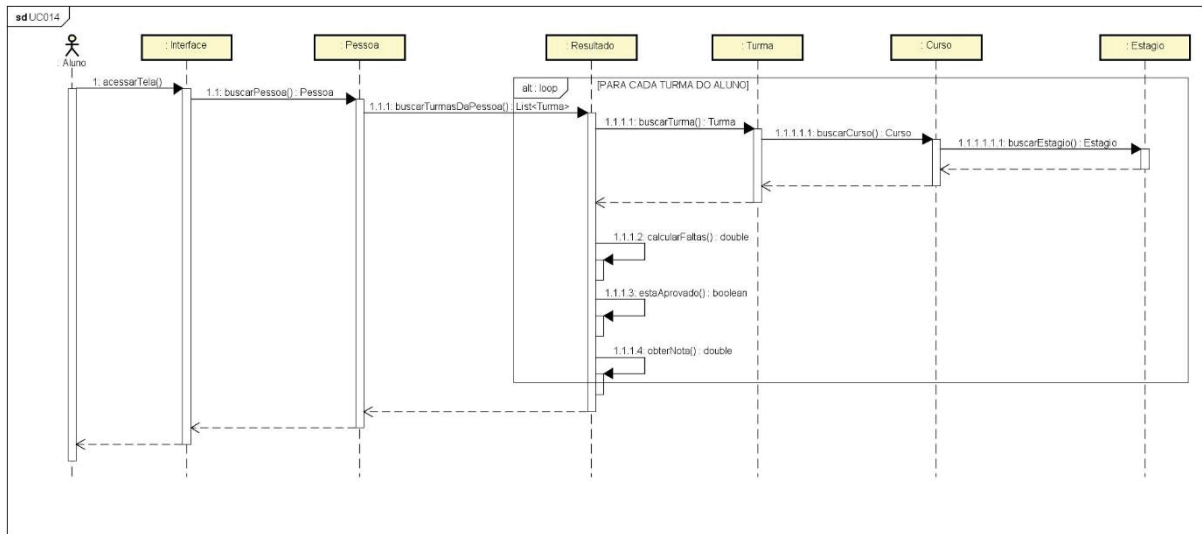 sd UC014
: Aluno
: Interface
: Pessoa
: Resultado
: Turma
: Curso
: Estagio
1: acessarTela()
alt : loop
[PARA CADA TURMA DO ALUNO]
1.1: buscarPessoa() : Pessoa
1.1.1: buscarTurmasDaPessoa() : List<Turma>
1.1.1.1: buscarTurma() : Turma
1.1.1.1.1: buscarCurso() : Curso
1.1.1.1.1.1: buscarEstagio() : Estagio
1.1.1.2: calcularFaltas() : double
1.1.1.3: estaAprovado() : boolean
1.1.1.4: obterNota() : double